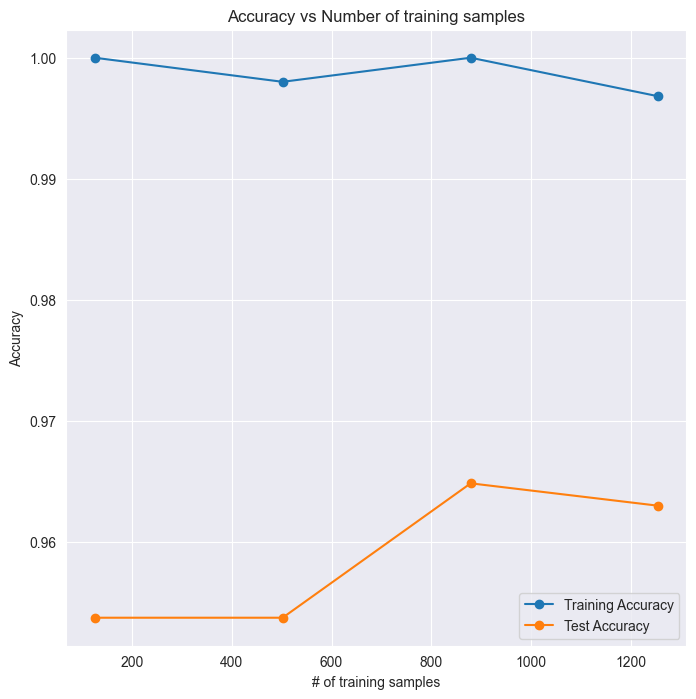 Accuracy vs Number of training samples
1.00
0.99
0.98
0.97
0.96
Accuracy
200
400
600
800
1000
1200
# of training samples
Training Accuracy
Test Accuracy